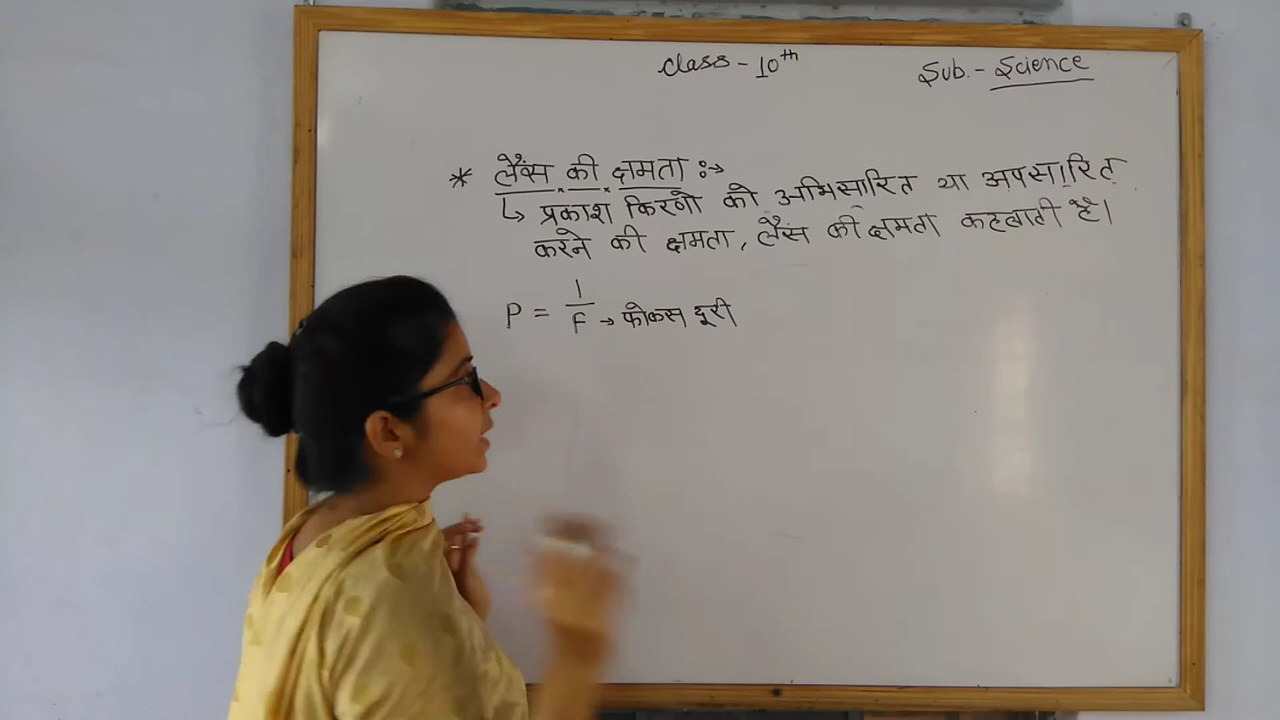 Class - 10th
Sub. - Science
* लैंस की क्षमता :→
↳ प्रकाश किरणो को अभिसारित या अपसारित
करने की क्षमता, लैंस की क्षमता कहलाती है।
P = 1/F → फोकस दूरी